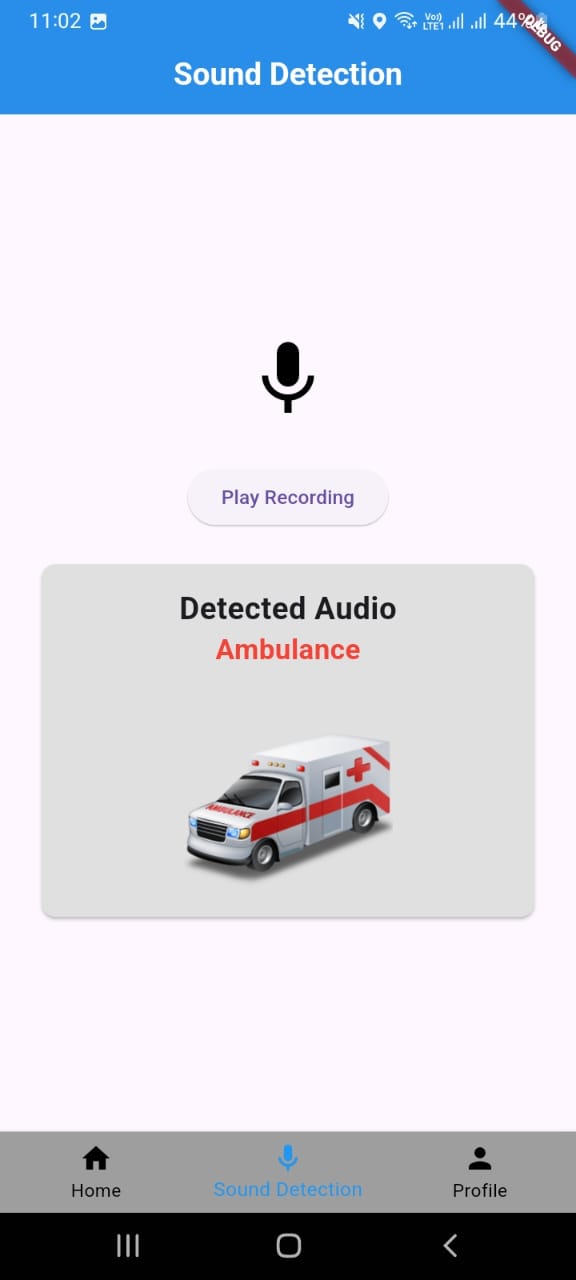 11:02
Vo)) LTE1 44%
DEBUG
Sound Detection
Play Recording
Detected Audio
Ambulance
AMBULANCE
Home
Sound Detection
Profile